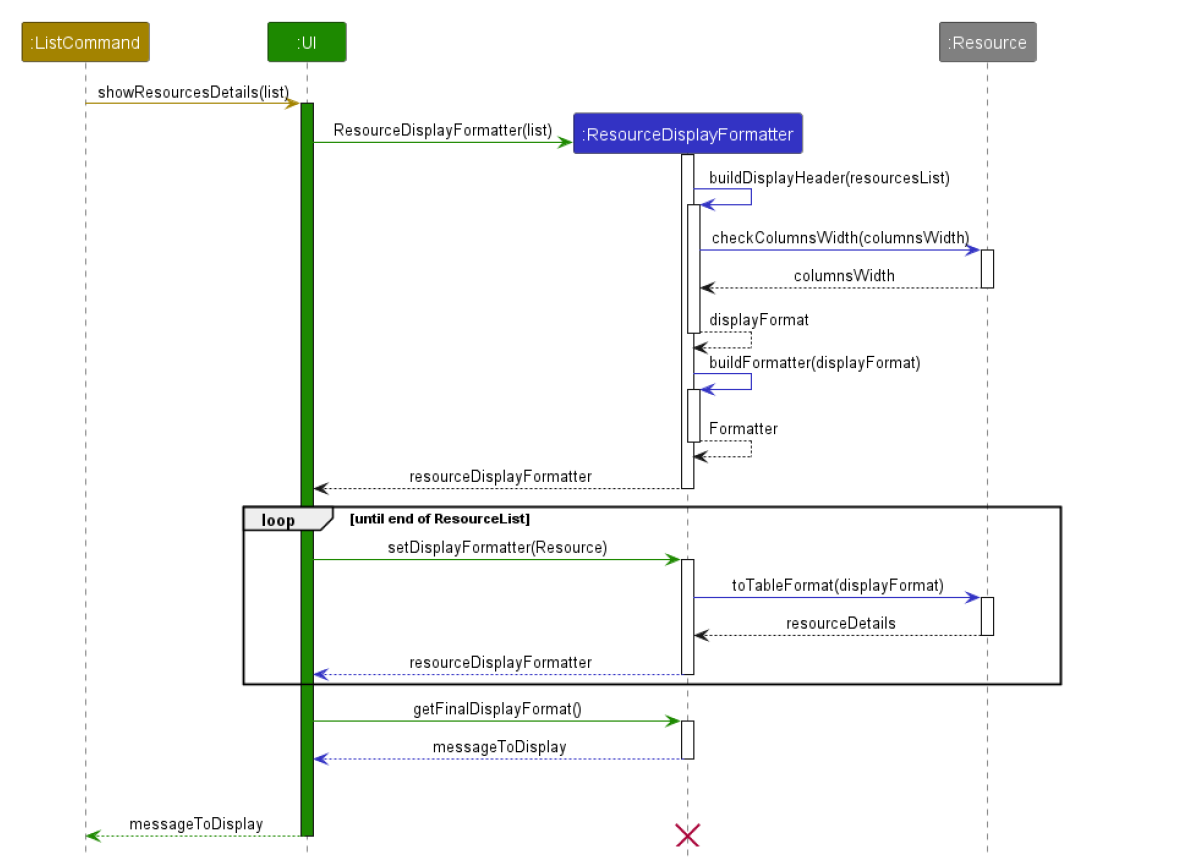 :ListCommand
:UI
:Resource
showResourcesDetails(list)
ResourceDisplayFormatter(list)
:ResourceDisplayFormatter
buildDisplayHeader(resourcesList)
checkColumnsWidth(columnsWidth)
columnsWidth
displayFormat
buildFormatter(displayFormat)
Formatter
resourceDisplayFormatter
loop
[until end of ResourceList]
setDisplayFormatter(Resource)
toTableFormat(displayFormat)
resourceDetails
resourceDisplayFormatter
getFinalDisplayFormat()
messageToDisplay
messageToDisplay